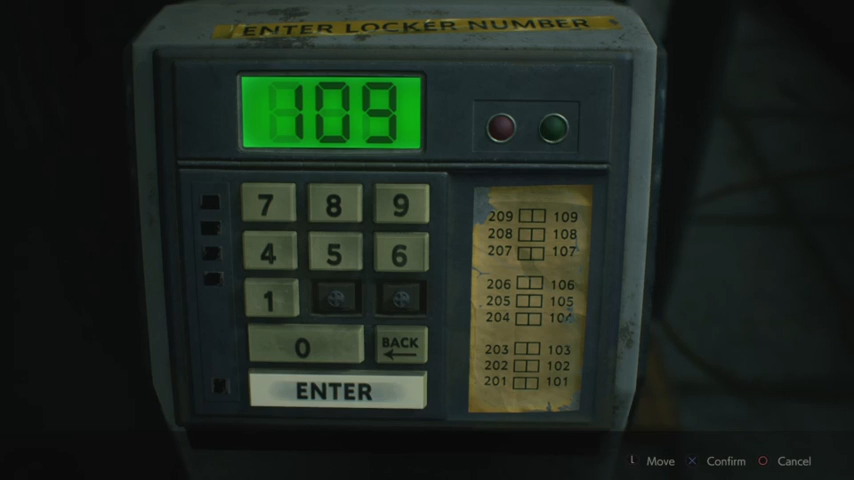 ENTER LOCKER NUMBER
109
7 8 9
4 5 6
1
0 BACK
ENTER
209 109
208 108
207 107
206 106
205 105
204 104
203 103
202 102
201 101
L Move X Confirm O Cancel